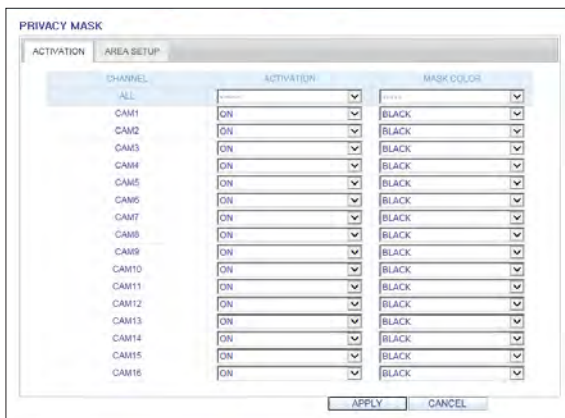 PRIVACY MASK
ACTIVATION AREA SETUP
CHANNEL ACTIVATION MASK COLOR
ALL ------ -----
CAM1 ON BLACK
CAM2 ON BLACK
CAM3 ON BLACK
CAM4 ON BLACK
CAM5 ON BLACK
CAM6 ON BLACK
CAM7 ON BLACK
CAM8 ON BLACK
CAM9 ON BLACK
CAM10 ON BLACK
CAM11 ON BLACK
CAM12 ON BLACK
CAM13 ON BLACK
CAM14 ON BLACK
CAM15 ON BLACK
CAM16 ON BLACK
APPLY CANCEL